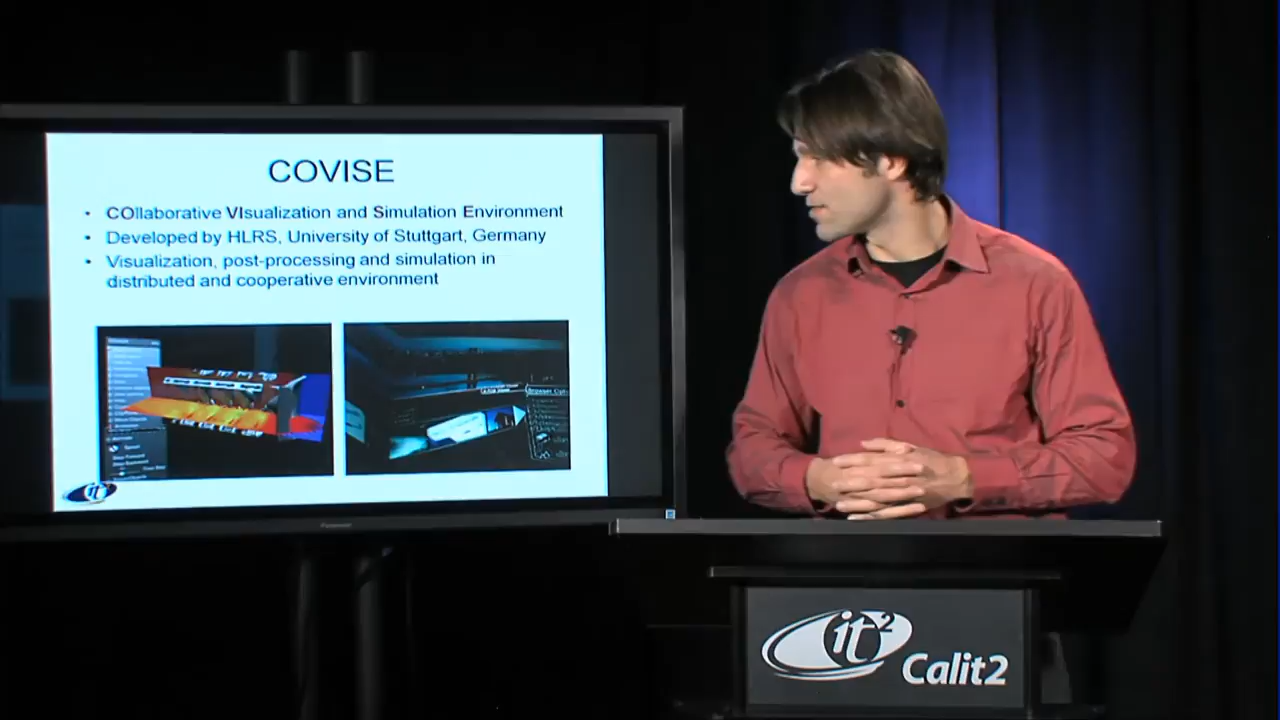 COVISE
• COllaborative VIsualization and Simulation Environment
• Developed by HLRS, University of Stuttgart, Germany
• Visualization, post-processing and simulation in
distributed and cooperative environment
it2
Panasonic
it2
Calit2